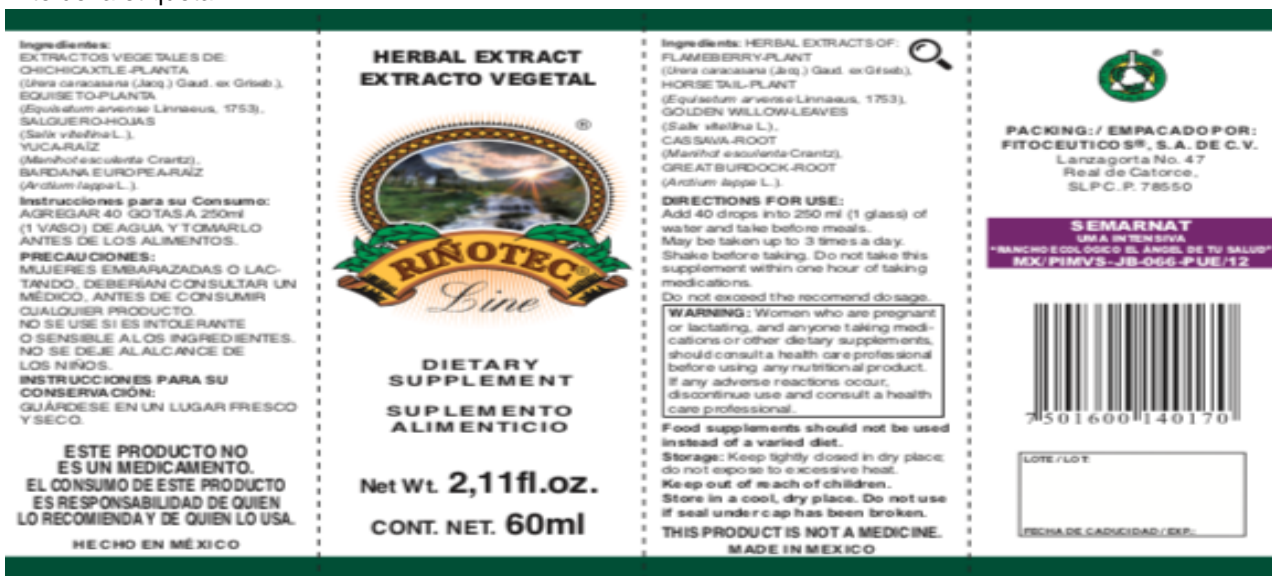 Ingredientes:
EXTRACTOS VEGETALES DE:
CHICHICAXTLE-PLANTA
(Urera caracasana (Jacq.) Gaud. ex Griseb.),
EQUISETO-PLANTA
(Equisetum arvense Linnaeus, 1753),
SALGUERO-HOJAS
(Salix vitellina L.),
YUCA-RAÍZ
(Manihot esculenta Crantz),
BARDANA EUROPEA-RAÍZ
(Arctium lappa L.).
Instrucciones para su Consumo:
AGREGAR 40 GOTAS A 250ml
(1 VASO) DE AGUA Y TOMARLO
ANTES DE LOS ALIMENTOS.
PRECAUCIONES:
MUJERES EMBARAZADAS O LAC-
TANDO, DEBERÍAN CONSULTAR UN
MÉDICO, ANTES DE CONSUMIR
CUALQUIER PRODUCTO.
NO SE USE SI ES INTOLERANTE
O SENSIBLE A LOS INGREDIENTES.
NO SE DEJE AL ALCANCE DE
LOS NIÑOS.
INSTRUCCIONES PARA SU
CONSERVACIÓN:
GUÁRDESE EN UN LUGAR FRESCO
Y SECO.
ESTE PRODUCTO NO
ES UN MEDICAMENTO.
EL CONSUMO DE ESTE PRODUCTO
ES RESPONSABILIDAD DE QUIEN
LO RECOMIENDA Y DE QUIEN LO USA.
HECHO EN MÉXICO
HERBAL EXTRACT
EXTRACTO VEGETAL
®
RIÑOTEC®
Line
DIETARY
SUPPLEMENT
SUPLEMENTO
ALIMENTICIO
Net Wt. 2,11fl.oz.
CONT. NET. 60ml
Ingredients: HERBAL EXTRACTS OF:
FLAMEBERRY-PLANT
(Urera caracasana (Jacq.) Gaud. ex Griseb.),
HORSETAIL-PLANT
(Equisetum arvense Linnaeus, 1753),
GOLDEN WILLOW-LEAVES
(Salix vitellina L.),
CASSAVA-ROOT
(Manihot esculenta Crantz),
GREAT BURDOCK-ROOT
(Arctium lappa L.).
DIRECTIONS FOR USE:
Add 40 drops into 250 ml (1 glass) of
water and take before meals.
May be taken up to 3 times a day.
Shake before taking. Do not take this
supplement within one hour of taking
medications.
Do not exceed the recomend dosage.
WARNING: Women who are pregnant
or lactating, and anyone taking medi-
cations or other dietary supplements,
should consult a health care professional
before using any nutritional product.
If any adverse reactions occur,
discontinue use and consult a health
care professional.
Food supplements should not be used
instead of a varied diet.
Storage: Keep tightly closed in dry place;
do not expose to excessive heat.
Keep out of reach of children.
Store in a cool, dry place. Do not use
if seal under cap has been broken.
THIS PRODUCT IS NOT A MEDICINE.
MADE IN MEXICO
®
PACKING: / EMPACADO POR:
FITOCEUTICOS®, S.A. DE C.V.
Lanzagorta No. 47
Real de Catorce,
SLP C.P. 78550
SEMARNAT
UMA INTENSIVA
"RANCHO ECOLÓGICO EL ÁNGEL DE TU SALUD"
MX/PIMVS-JB-066-PUE/12
7 501600 140170
LOTE / LOT:
FECHA DE CADUCIDAD / EXP.: